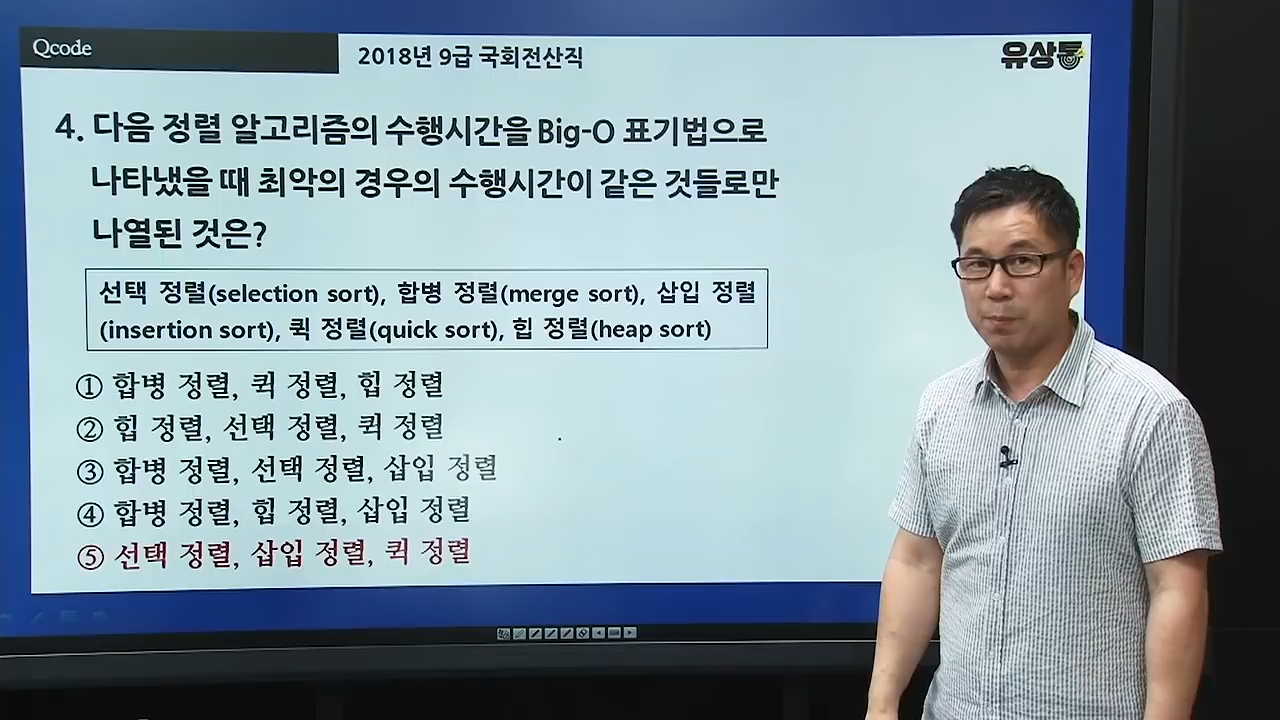 Qcode
2018년 9급 국회전산직
유상통
4. 다음 정렬 알고리즘의 수행시간을 Big-O 표기법으로
나타냈을 때 최악의 경우의 수행시간이 같은 것들로만
나열된 것은?
선택 정렬(selection sort), 합병 정렬(merge sort), 삽입 정렬
(insertion sort), 퀵 정렬(quick sort), 힙 정렬(heap sort)
① 합병 정렬, 퀵 정렬, 힙 정렬
② 힙 정렬, 선택 정렬, 퀵 정렬
③ 합병 정렬, 선택 정렬, 삽입 정렬
④ 합병 정렬, 힙 정렬, 삽입 정렬
⑤ 선택 정렬, 삽입 정렬, 퀵 정렬